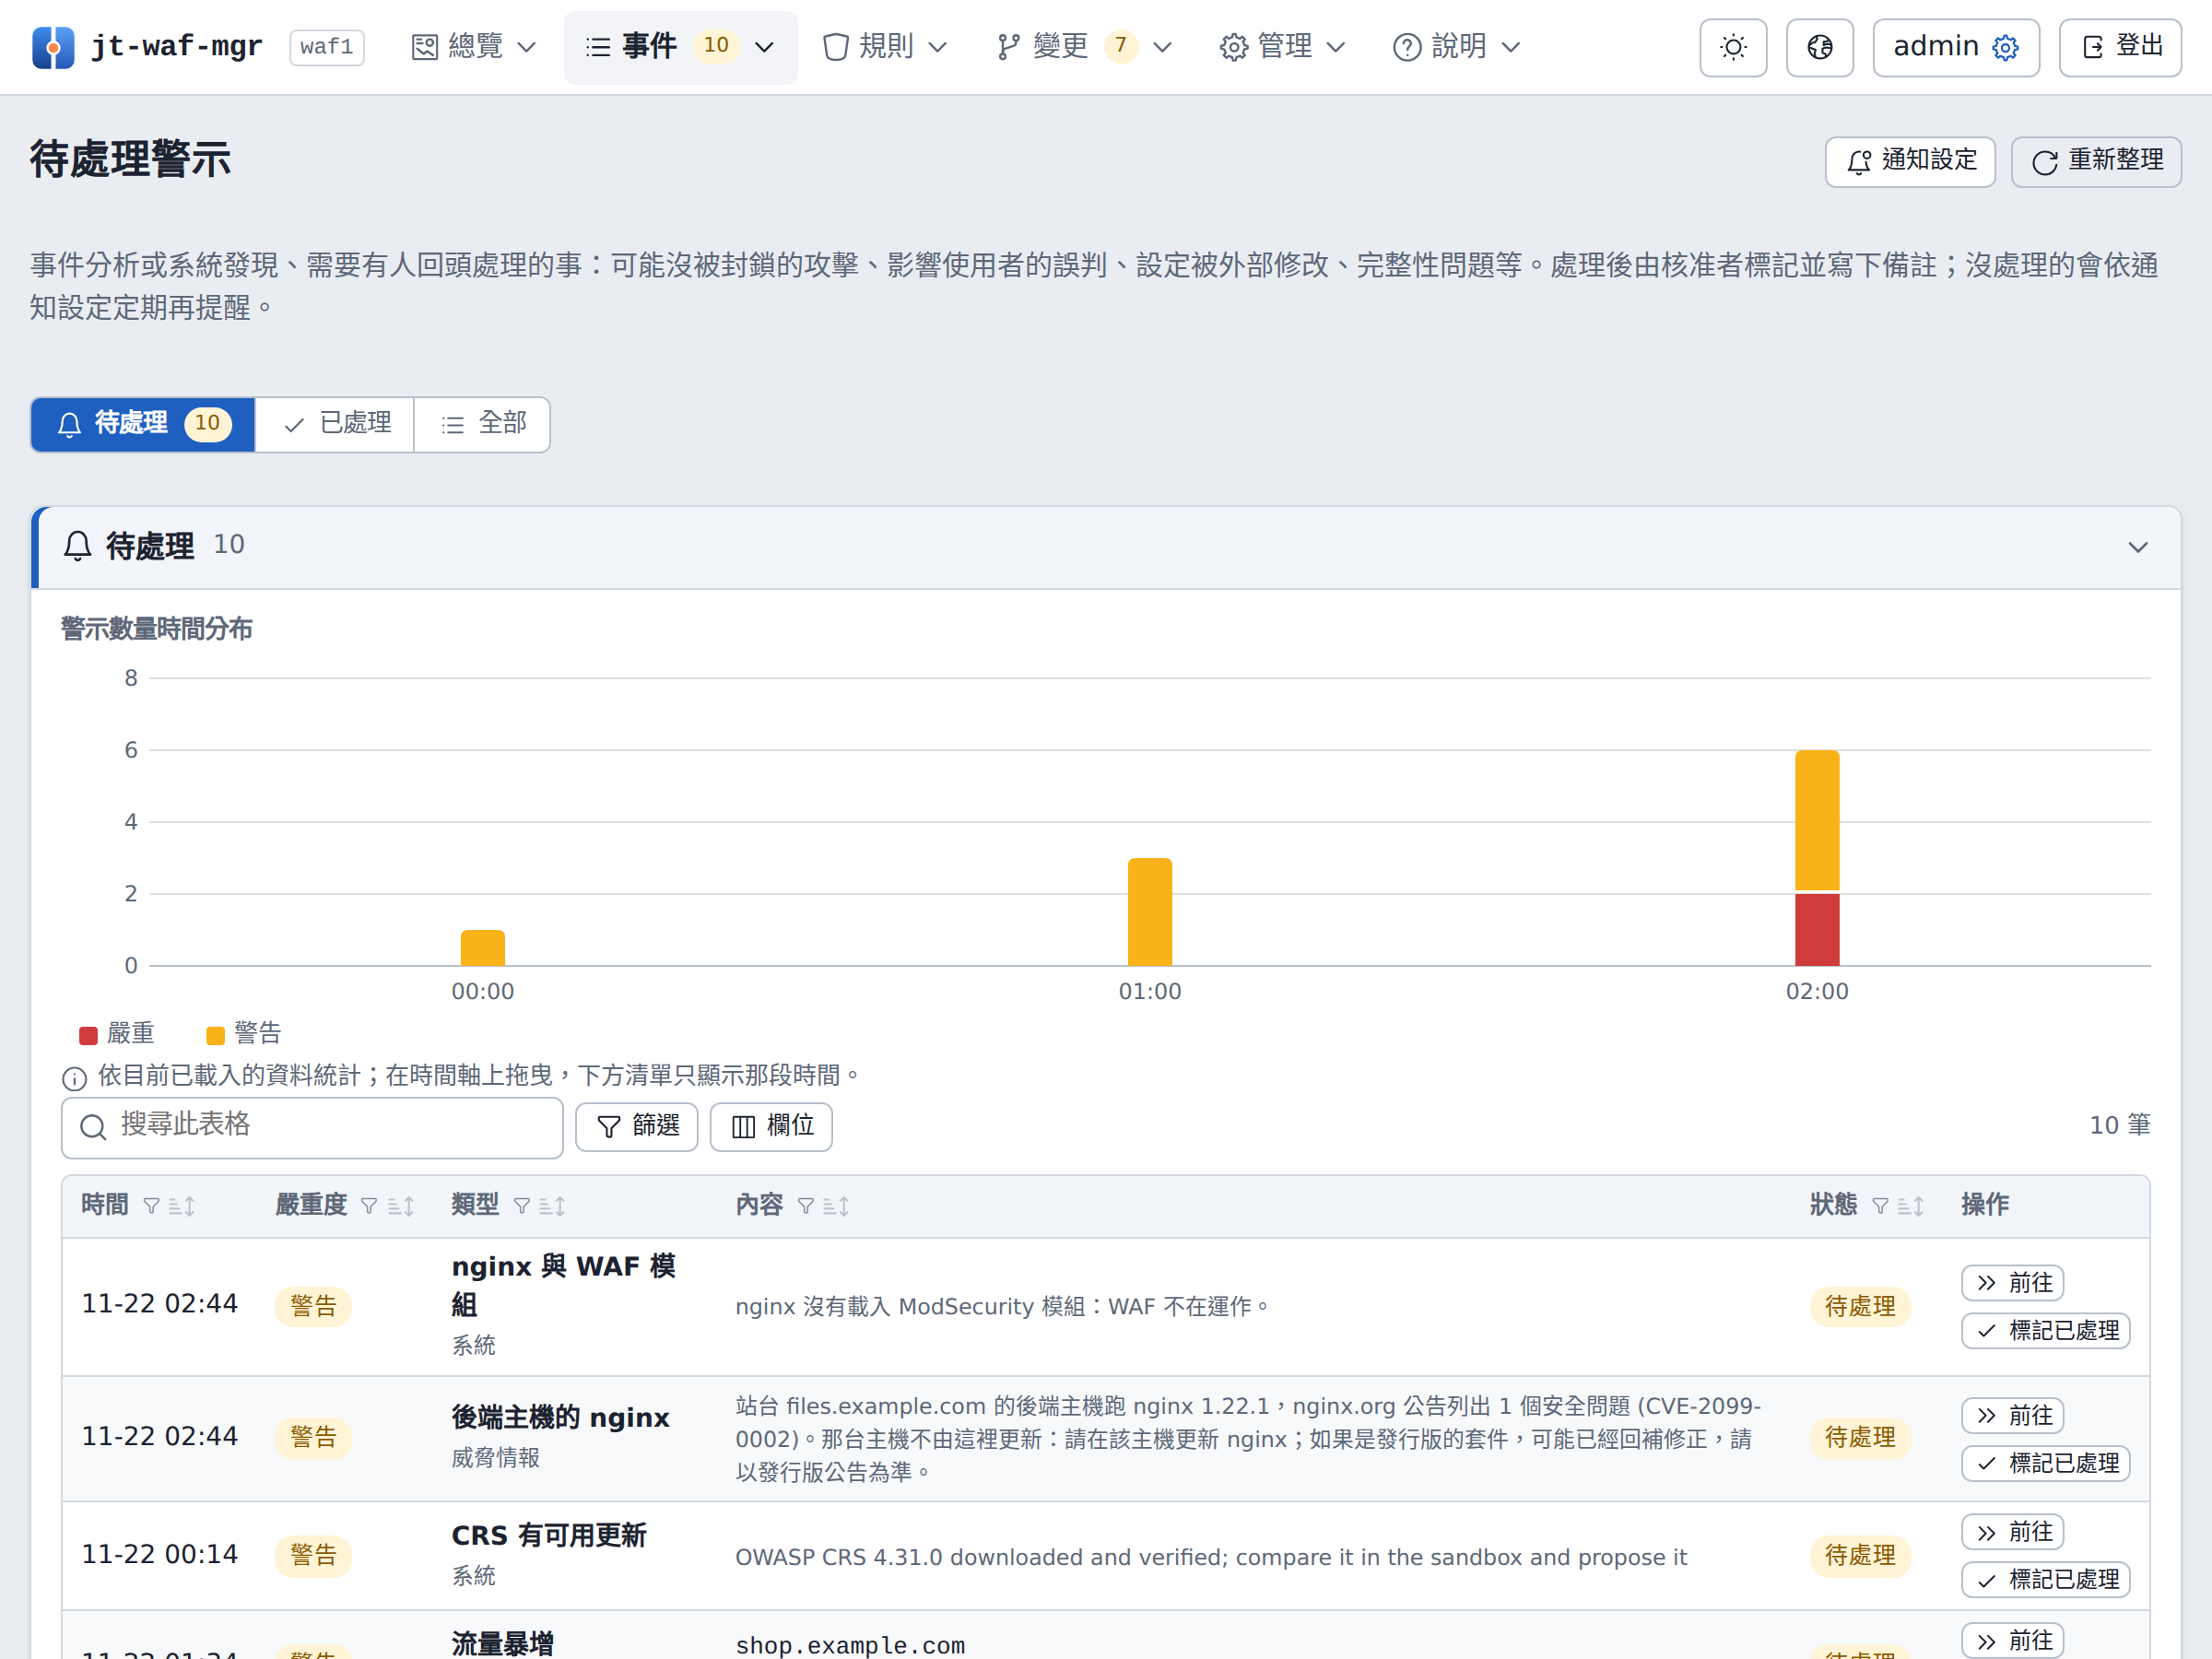 jt-waf-mgr waf1 總覽 事件 10 規則 變更 7 管理 說明 admin 登出
待處理警示 通知設定 重新整理
事件分析或系統發現、需要有人回頭處理的事：可能沒被封鎖的攻擊、影響使用者的誤判、設定被外部修改、完整性問題等。處理後由核准者標記並寫下備註；沒處理的會依通
知設定定期再提醒。
待處理 10 已處理 全部
待處理 10
警示數量時間分布
8
6
4
2
0
00:00 01:00 02:00
嚴重 警告
依目前已載入的資料統計；在時間軸上拖曳，下方清單只顯示那段時間。
搜尋此表格 篩選 欄位 10 筆
時間 嚴重度 類型 內容 狀態 操作
11-22 02:44 警告 nginx 與 WAF 模
組
系統 nginx 沒有載入 ModSecurity 模組：WAF 不在運作。 待處理 前往
標記已處理
11-22 02:44 警告 後端主機的 nginx
威脅情報 站台 files.example.com 的後端主機跑 nginx 1.22.1，nginx.org 公告列出 1 個安全問題 (CVE-2099-
0002)。那台主機不由這裡更新：請在該主機更新 nginx；如果是發行版的套件，可能已經回補修正，請
以發行版公告為準。 待處理 前往
標記已處理
11-22 00:14 警告 CRS 有可用更新
系統 OWASP CRS 4.31.0 downloaded and verified; compare it in the sandbox and propose it 待處理 前往
標記已處理
流量暴增 shop.example.com 前往